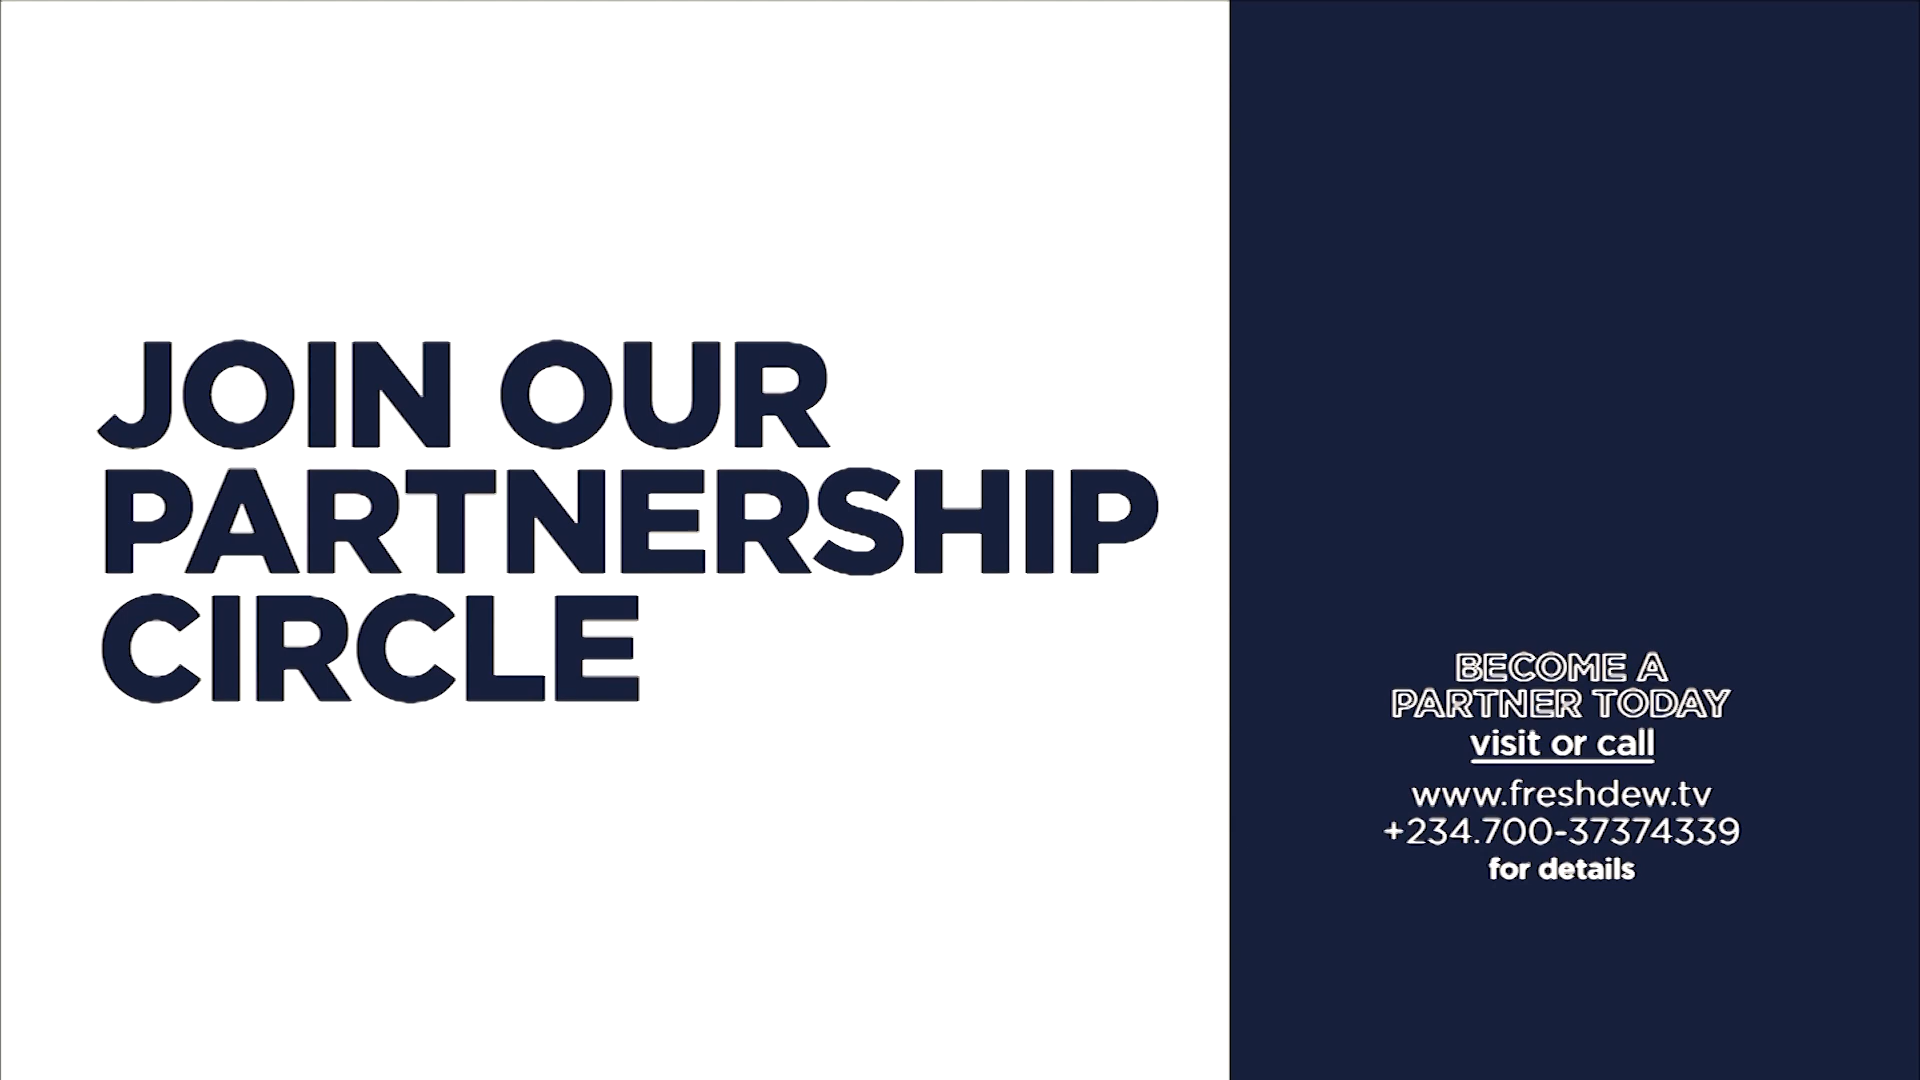 JOIN OUR
PARTNERSHIP
CIRCLE
BECOME A
PARTNER TODAY
visit or call
www.freshdew.tv
+234.700-37374339
for details